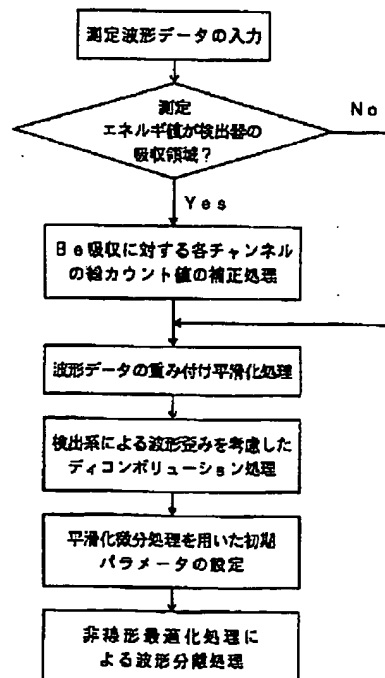 測定波形データの入力
測定
エネルギ値が検出器の
吸収領域？
No
Yes
Be吸収に対する各チャンネル
の総カウント値の補正処理
波形データの重み付け平滑化処理
検出系による波形歪みを考慮した
ディコンボリューション処理
平滑化微分処理を用いた初期
パラメータの設定
非線形最適化処理に
よる波形分離処理